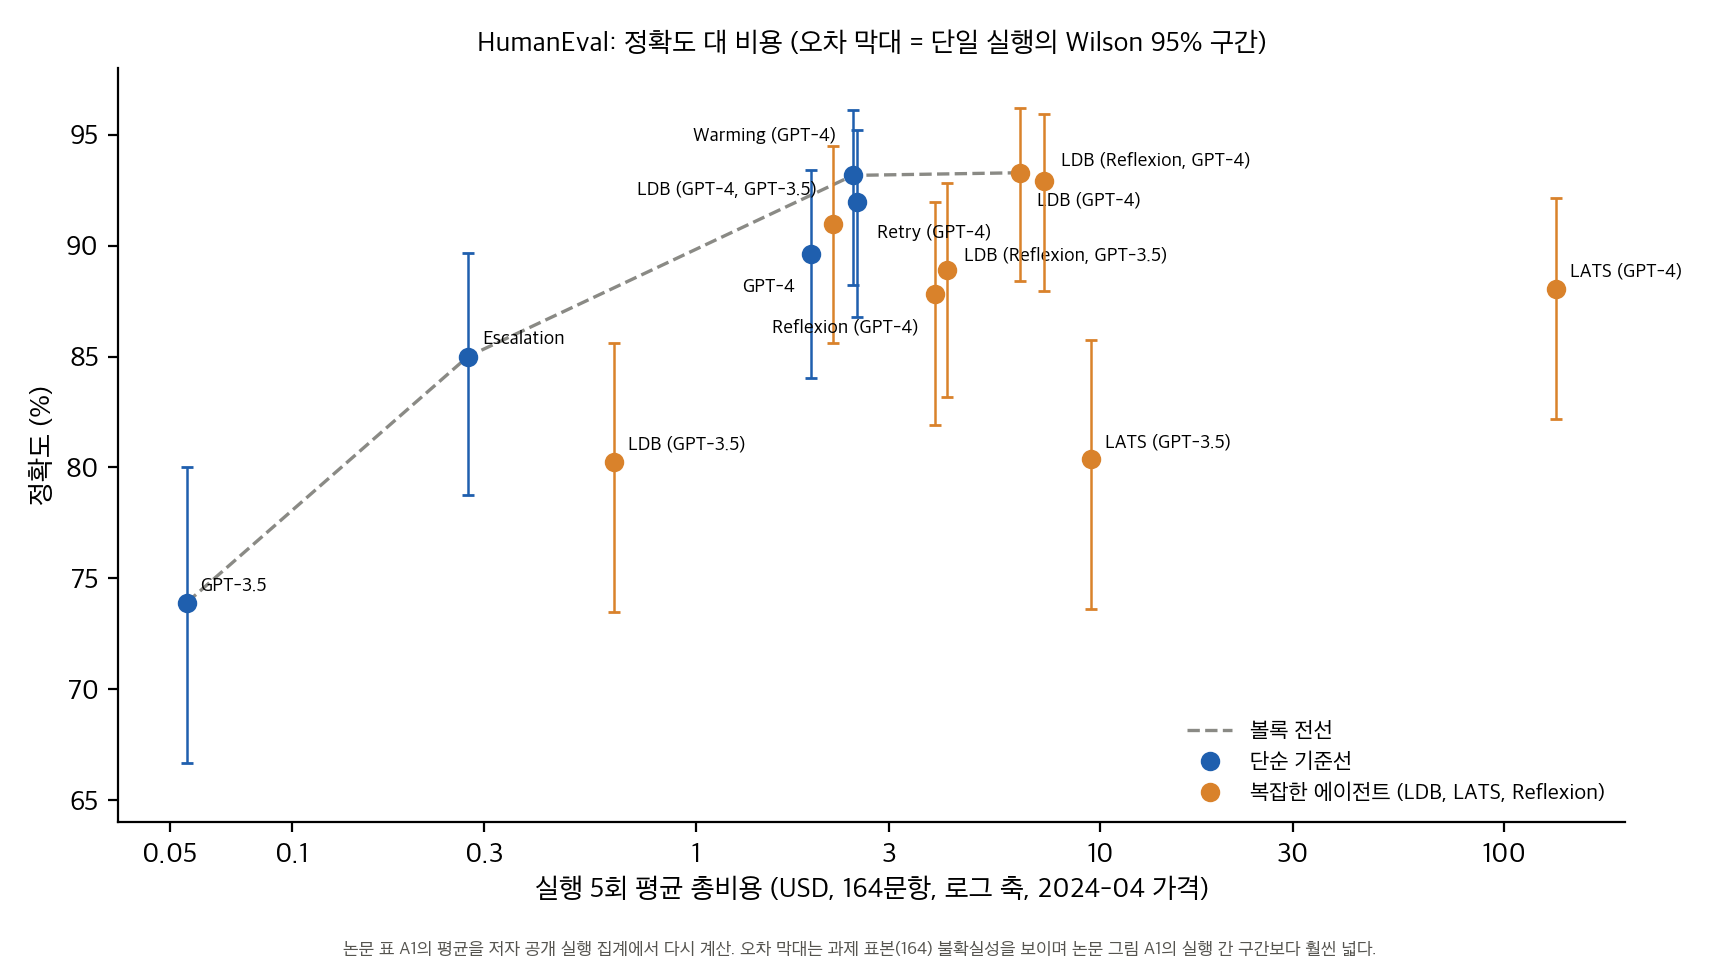 HumanEval: 정확도 대 비용 (오차 막대 = 단일 실행의 Wilson 95% 구간)
정확도 (%)
95
90
85
80
75
70
65
Warming (GPT-4)
LDB (Reflexion, GPT-4)
LDB (GPT-4, GPT-3.5)
LDB (GPT-4)
Retry (GPT-4)
LDB (Reflexion, GPT-3.5)
LATS (GPT-4)
GPT-4
Reflexion (GPT-4)
Escalation
LDB (GPT-3.5)
LATS (GPT-3.5)
GPT-3.5
볼록 전선
단순 기준선
복잡한 에이전트 (LDB, LATS, Reflexion)
0.05 0.1 0.3 1 3 10 30 100
실행 5회 평균 총비용 (USD, 164문항, 로그 축, 2024-04 가격)
논문 표 A1의 평균을 저자 공개 실행 집계에서 다시 계산. 오차 막대는 과제 표본(164) 불확실성을 보이며 논문 그림 A1의 실행 간 구간보다 훨씬 넓다.